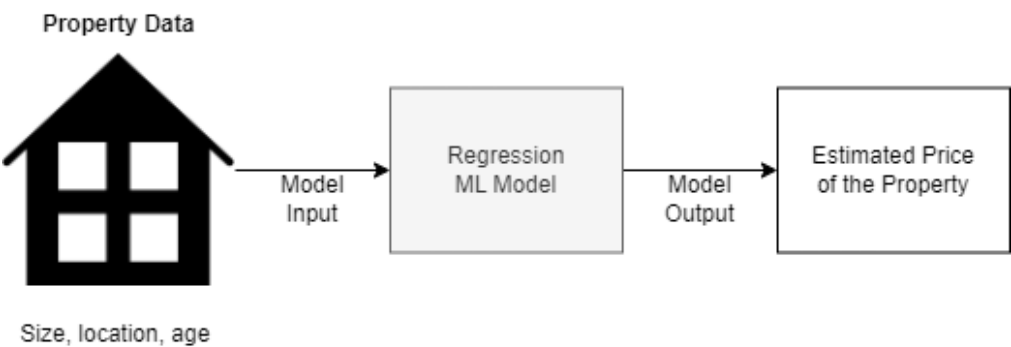 Property Data
Size, location, age
Model
Input
Regression
ML Model
Model
Output
Estimated Price
of the Property